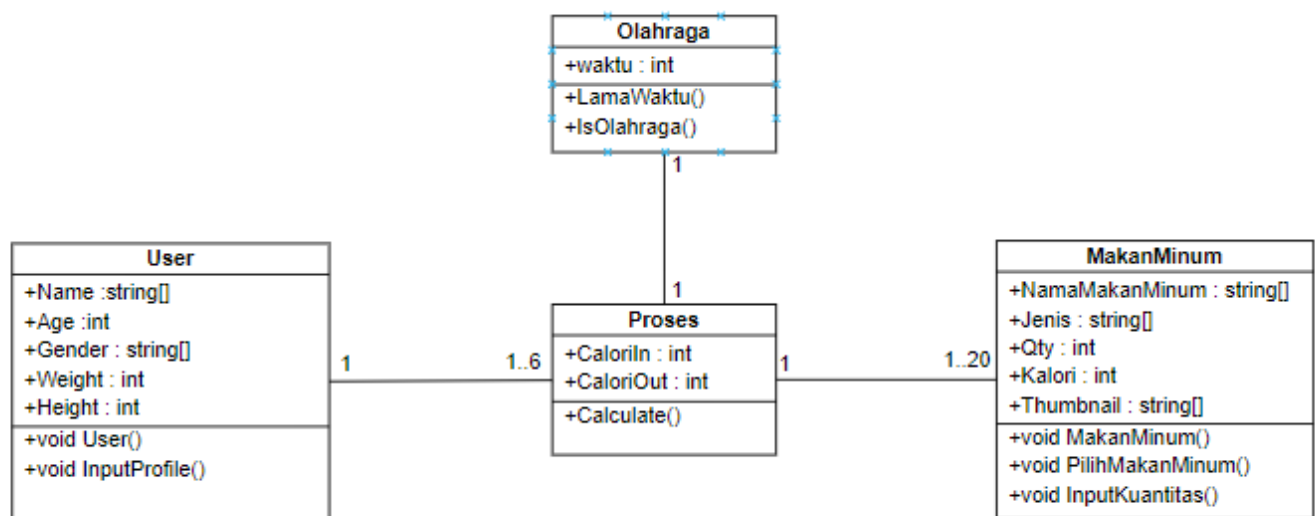 Olahraga
+waktu : int
+LamaWaktu()
+IsOlahraga()
1
1
User
+Name :string[]
+Age :int
+Gender : string[]
+Weight : int
+Height : int
+void User()
+void InputProfile()
1
1..6
Proses
+CaloriIn : int
+CaloriOut : int
+Calculate()
1
1..20
MakanMinum
+NamaMakanMinum : string[]
+Jenis : string[]
+Qty : int
+Kalori : int
+Thumbnail : string[]
+void MakanMinum()
+void PilihMakanMinum()
+void InputKuantitas()